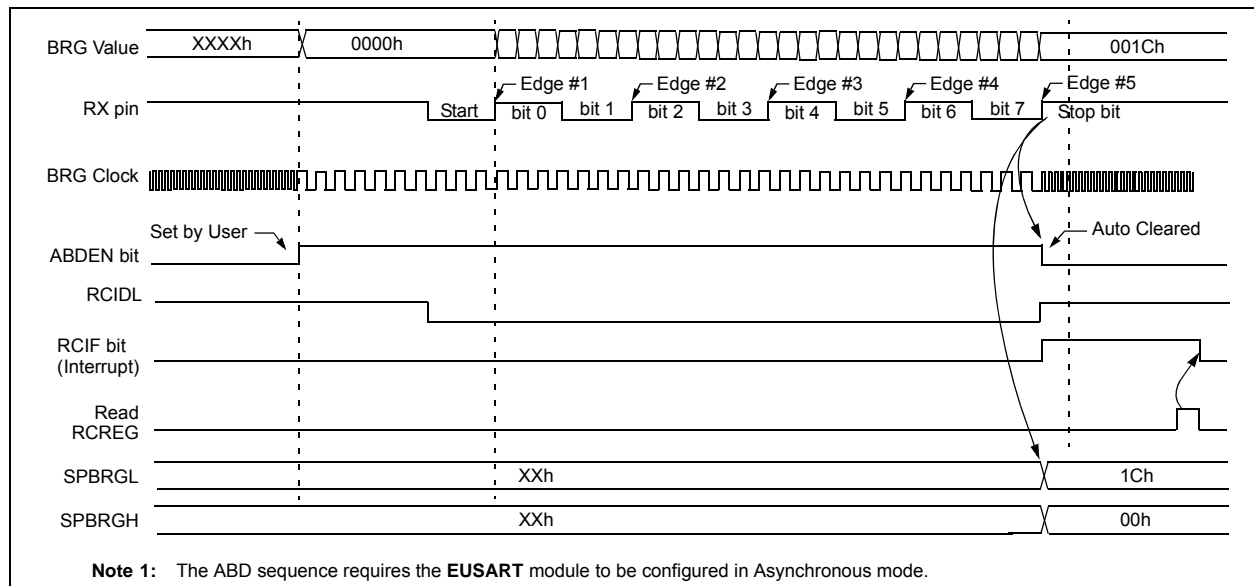 BRG Value XXXXh 0000h 001Ch
Edge #1 Edge #2 Edge #3 Edge #4 Edge #5
RX pin Start bit 0 bit 1 bit 2 bit 3 bit 4 bit 5 bit 6 bit 7 Stop bit
BRG Clock
Set by User Auto Cleared
ABDEN bit
RCIDL
RCIF bit
(Interrupt)
Read
RCREG
SPBRGL XXh 1Ch
SPBRGH XXh 00h
Note 1: The ABD sequence requires the EUSART module to be configured in Asynchronous mode.